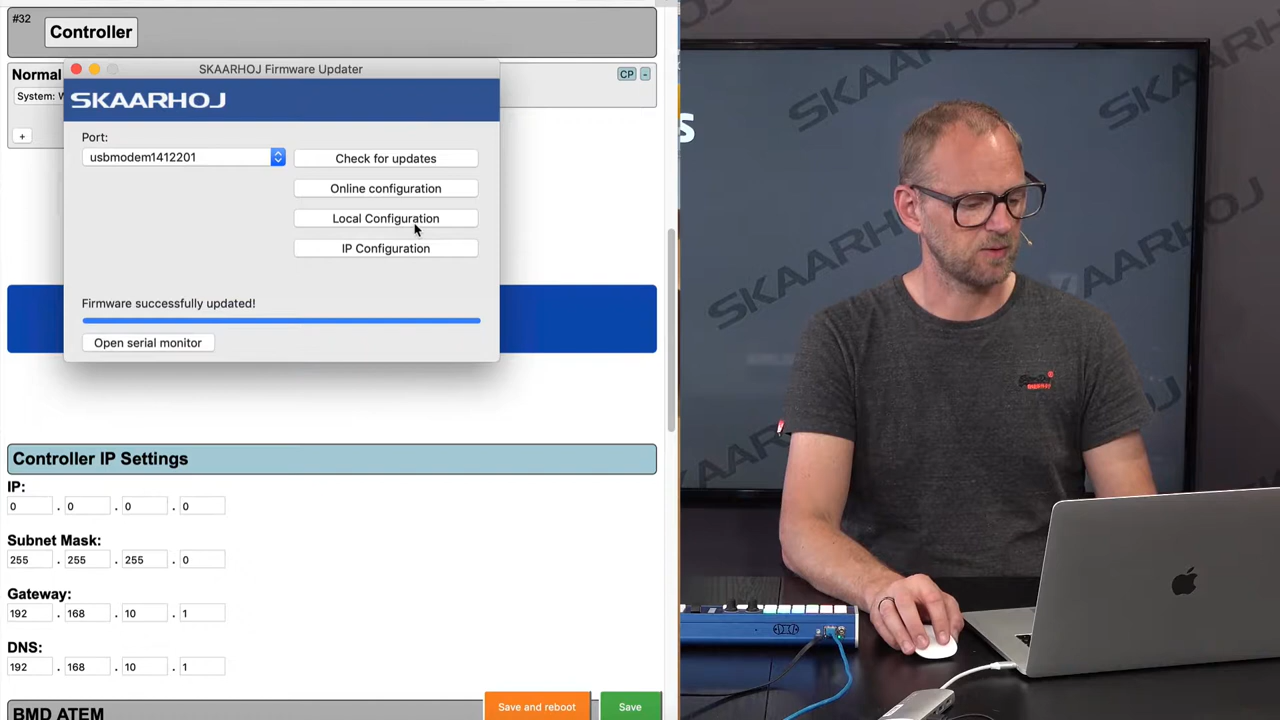 #32
Controller
Normal
CP -
System: W
+
SKAARHOJ Firmware Updater
SKAARHOJ
Port:
usbmodem1412201
Check for updates
Online configuration
Local Configuration
IP Configuration
Firmware successfully updated!
Open serial monitor
Controller IP Settings
IP:
0 . 0 . 0 . 0
Subnet Mask:
255 . 255 . 255 . 0
Gateway:
192 . 168 . 10 . 1
DNS:
192 . 168 . 10 . 1
BMD ATEM
Save and reboot
Save
s
SKAARHOJ
SKAARHOJ
SKAARHOJ
SKAARHOJ